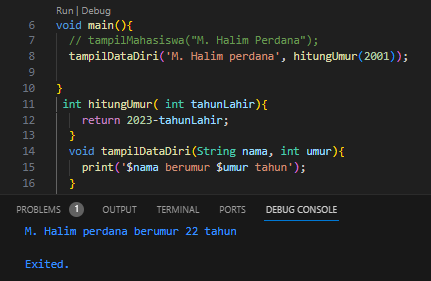 Run | Debug
6 void main(){
7 // tampilMahasiswa("M. Halim Perdana");
8 tampilDataDiri('M. Halim perdana', hitungUmur(2001));
9
10 }
11 int hitungUmur( int tahunLahir){
12 return 2023-tahunLahir;
13 }
14 void tampilDataDiri(String nama, int umur){
15 print('$nama berumur $umur tahun');
16 }
PROBLEMS 1 OUTPUT TERMINAL PORTS DEBUG CONSOLE
M. Halim perdana berumur 22 tahun
Exited.